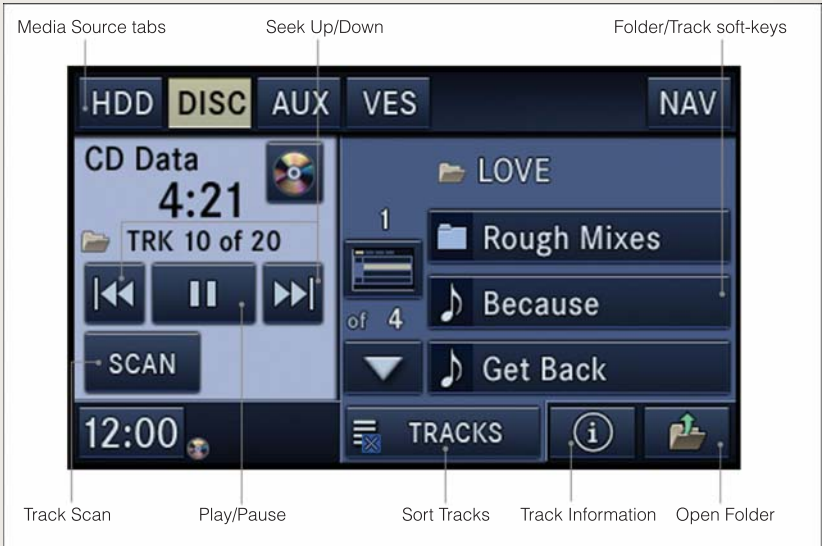 Media Source tabs
Seek Up/Down
Folder/Track soft-keys
HDD DISC AUX VES NAV
CD Data
4:21
TRK 10 of 20
SCAN
12:00
LOVE
1
of 4
Rough Mixes
Because
Get Back
TRACKS
i
Track Scan
Play/Pause
Sort Tracks
Track Information
Open Folder